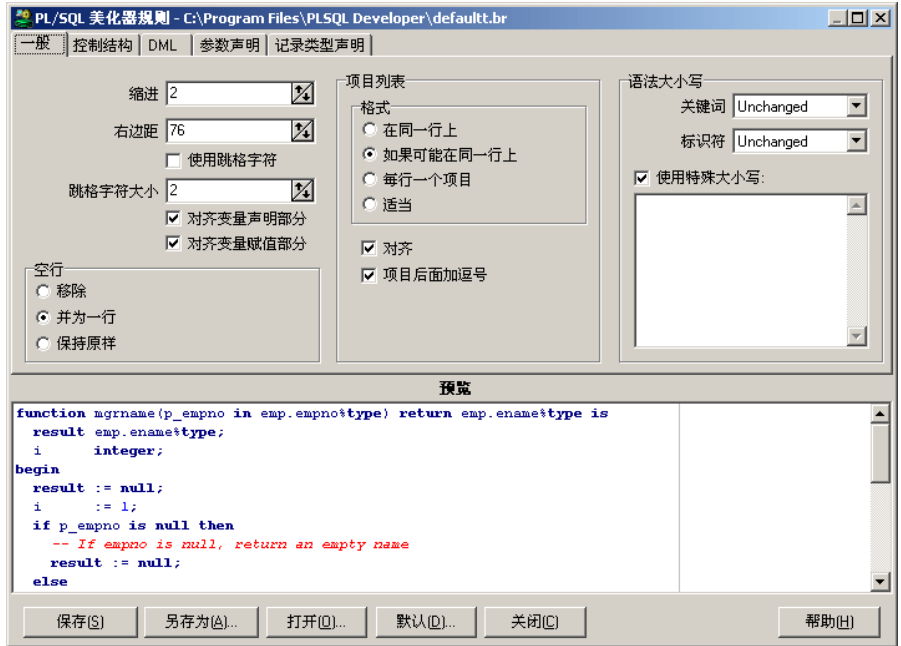 PL/SQL 美化器规则 - C:\Program Files\PLSQL Developer\defaultt.br
一般 控制结构 DML 参数声明 记录类型声明
缩进 2
右边距 76
使用跳格字符
跳格字符大小 2
对齐变量声明部分
对齐变量赋值部分
空行
移除
并为一行
保持原样
项目列表
格式
在同一行上
如果可能在同一行上
每行一个项目
适当
对齐
项目后面加逗号
语法大小写
关键词 Unchanged
标识符 Unchanged
使用特殊大小写:
预览
function mgrname(p_empno in emp.empno%type) return emp.ename%type is
  result emp.ename%type;
  i      integer;
begin
  result := null;
  i      := 1;
  if p_empno is null then
    -- If empno is null, return an empty name
    result := null;
  else
保存(S) 另存为(A)... 打开(O)... 默认(D)... 关闭(C) 帮助(H)